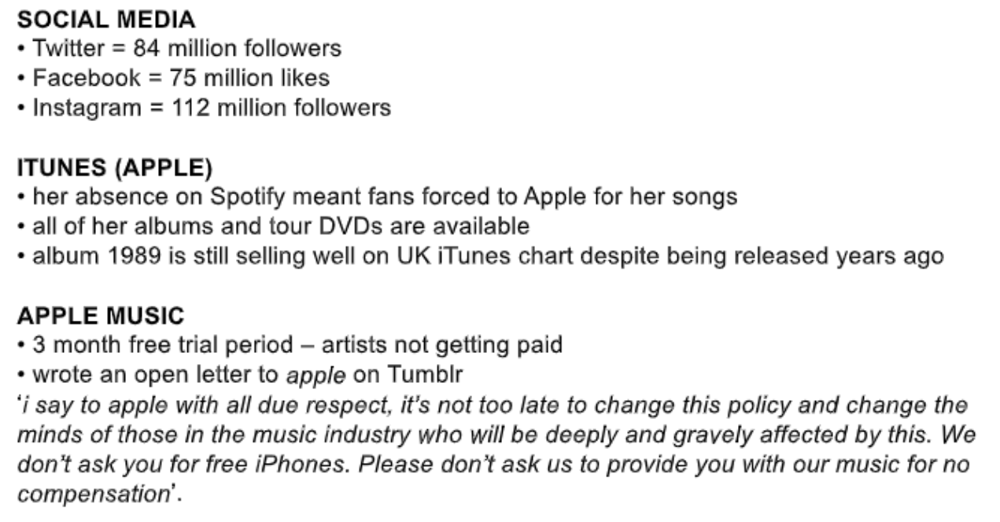 SOCIAL MEDIA
• Twitter = 84 million followers
• Facebook = 75 million likes
• Instagram = 112 million followers
ITUNES (APPLE)
• her absence on Spotify meant fans forced to Apple for her songs
• all of her albums and tour DVDs are available
• album 1989 is still selling well on UK iTunes chart despite being released years ago
APPLE MUSIC
• 3 month free trial period – artists not getting paid
• wrote an open letter to apple on Tumblr
‘i say to apple with all due respect, it’s not too late to change this policy and change the
minds of those in the music industry who will be deeply and gravely affected by this. We
don’t ask you for free iPhones. Please don’t ask us to provide you with our music for no
compensation’.